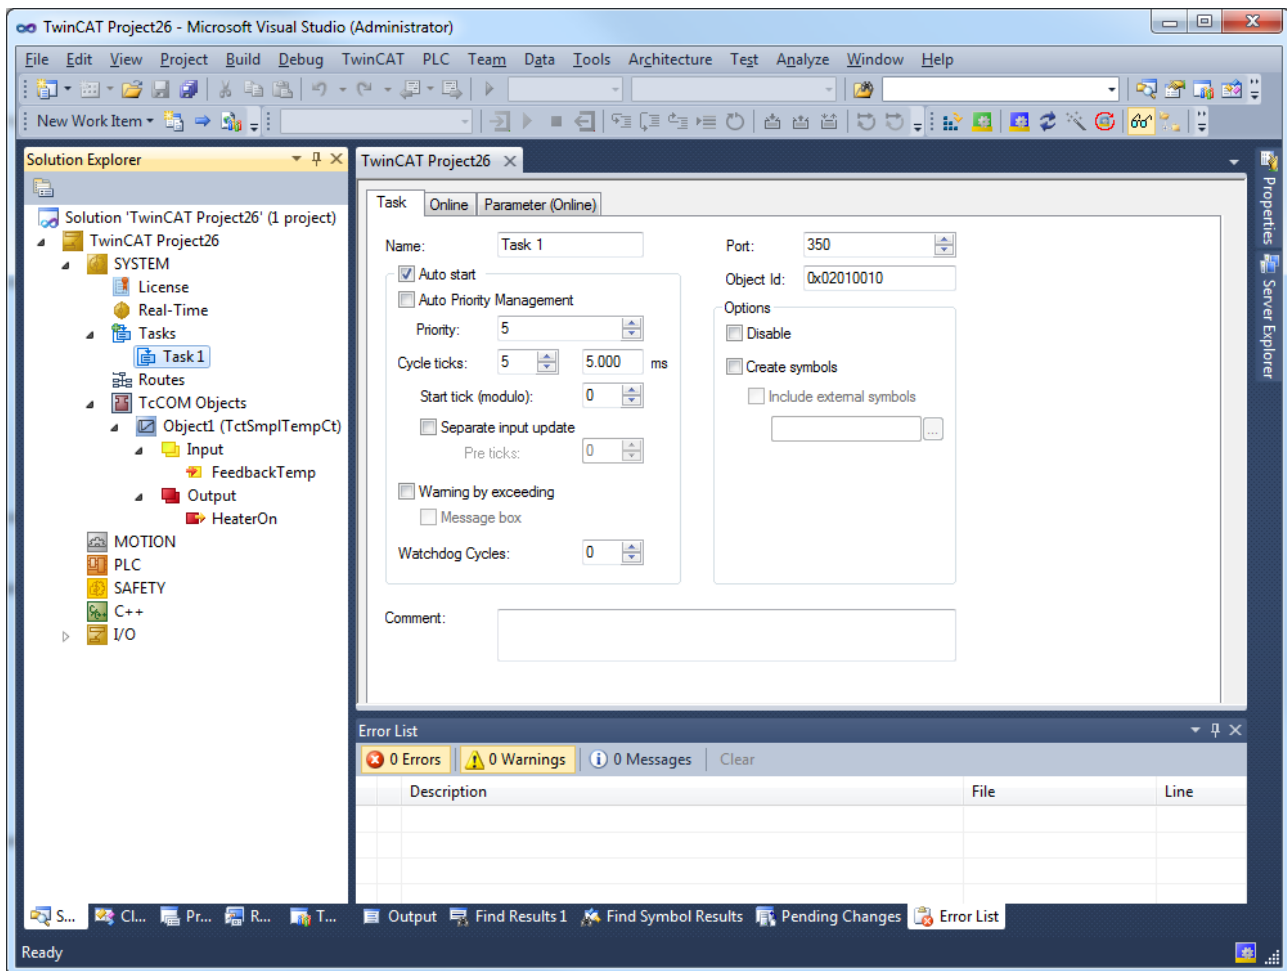 TwinCAT Project26 - Microsoft Visual Studio (Administrator)
File Edit View Project Build Debug TwinCAT PLC Team Data Tools Architecture Test Analyze Window Help
New Work Item
Solution Explorer
TwinCAT Project26
Properties
Server Explorer
Solution 'TwinCAT Project26' (1 project)
TwinCAT Project26
SYSTEM
License
Real-Time
Tasks
Task 1
Routes
TcCOM Objects
Object1 (TctSmplTempCt)
Input
FeedbackTemp
Output
HeaterOn
MOTION
PLC
SAFETY
C++
I/O
Task Online Parameter (Online)
Name: Task 1
Port: 350
Auto start
Object Id: 0x02010010
Auto Priority Management
Options
Priority: 5
Disable
Cycle ticks: 5 5.000 ms
Create symbols
Start tick (modulo): 0
Include external symbols
...
Separate input update
Pre ticks: 0
Warning by exceeding
Message box
Watchdog Cycles: 0
Comment:
Error List
0 Errors 0 Warnings 0 Messages Clear
Description File Line
S... Cl... Pr... R... T...
Output Find Results 1 Find Symbol Results Pending Changes Error List
Ready